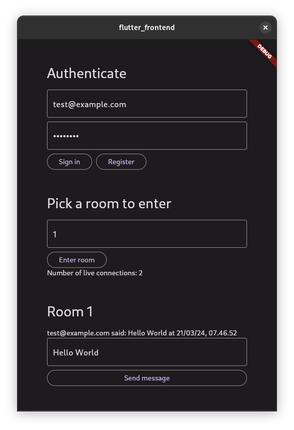 flutter_frontend
DEBUG
Authenticate
test@example.com
••••••••
Sign in Register
Pick a room to enter
1
Enter room
Number of live connections: 2
Room 1
test@example.com said: Hello World at 21/03/24, 07.46.52
Hello World
Send message